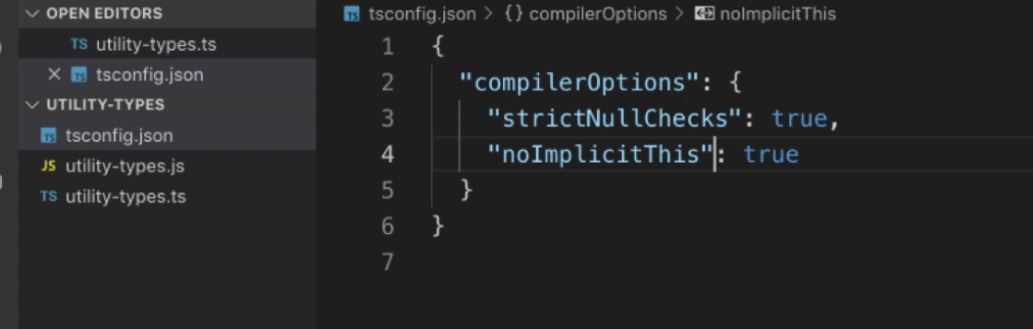 OPEN EDITORS
TS utility-types.ts
tsconfig.json
UTILITY-TYPES
tsconfig.json
JS utility-types.js
TS utility-types.ts
tsconfig.json > {} compilerOptions > noImplicitThis
1 {
2 "compilerOptions": {
3 "strictNullChecks": true,
4 "noImplicitThis": true
5 }
6 }
7